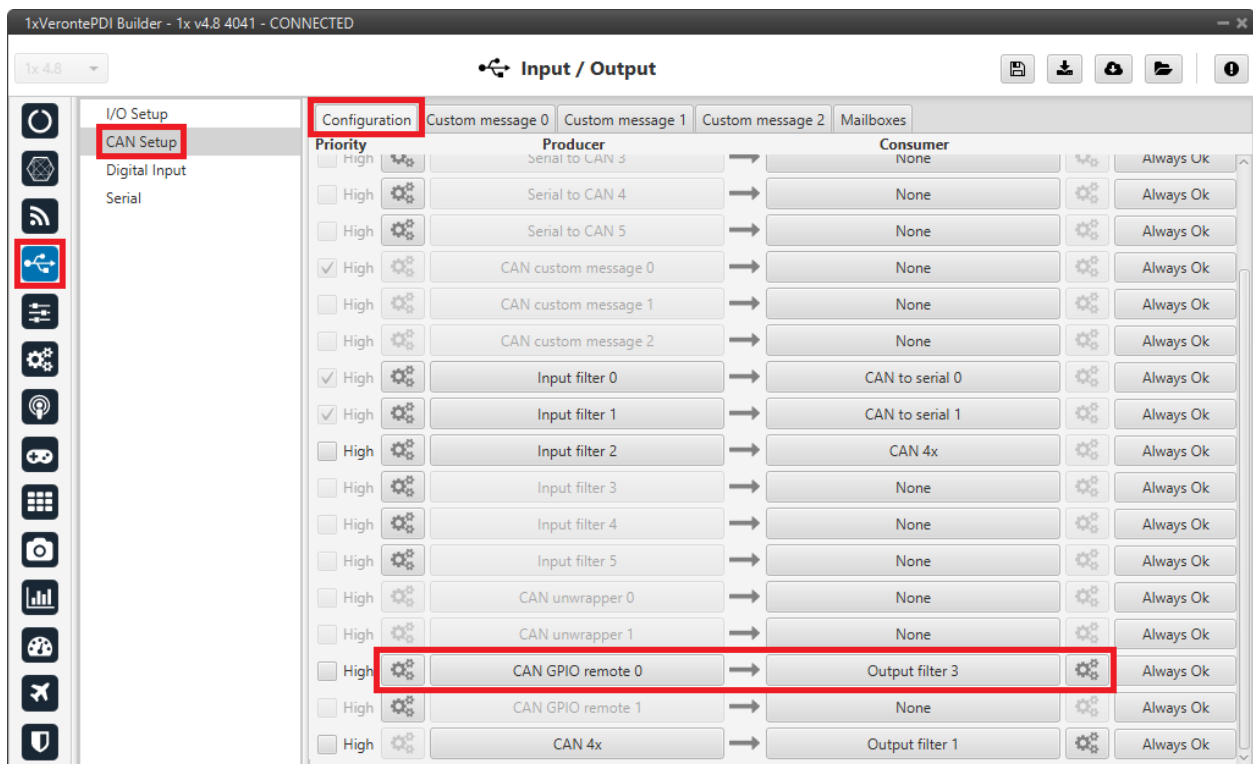 1xVerontePDI Builder - 1x v4.8 4041 - CONNECTED
1x 4.8
Input / Output
I/O Setup
CAN Setup
Digital Input
Serial
Configuration Custom message 0 Custom message 1 Custom message 2 Mailboxes
Priority Producer Consumer
High Serial to CAN 3 None Always Ok
High Serial to CAN 4 None Always Ok
High Serial to CAN 5 None Always Ok
High CAN custom message 0 None Always Ok
High CAN custom message 1 None Always Ok
High CAN custom message 2 None Always Ok
High Input filter 0 CAN to serial 0 Always Ok
High Input filter 1 CAN to serial 1 Always Ok
High Input filter 2 CAN 4x Always Ok
High Input filter 3 None Always Ok
High Input filter 4 None Always Ok
High Input filter 5 None Always Ok
High CAN unwrapper 0 None Always Ok
High CAN unwrapper 1 None Always Ok
High CAN GPIO remote 0 Output filter 3 Always Ok
High CAN GPIO remote 1 None Always Ok
High CAN 4x Output filter 1 Always Ok